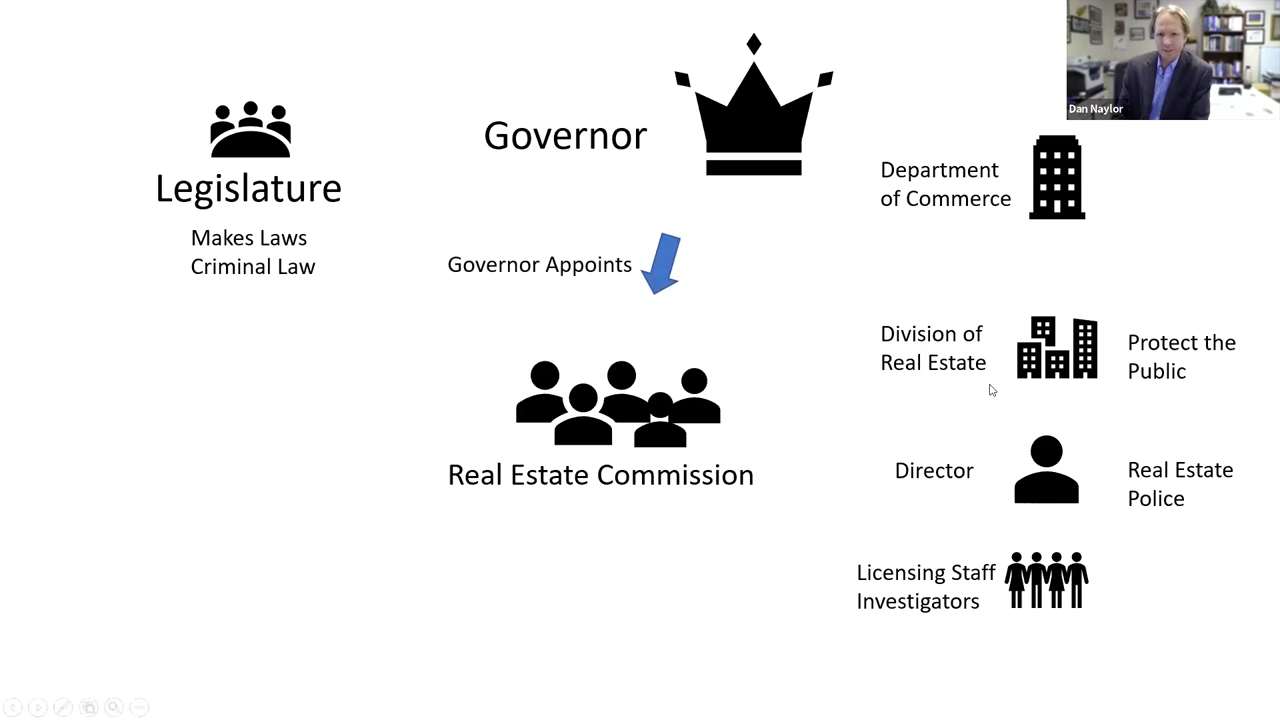 Dan Naylor
Governor
Legislature
Makes Laws
Criminal Law
Governor Appoints
Real Estate Commission
Department
of Commerce
Division of
Real Estate
Protect the
Public
Director
Real Estate
Police
Licensing Staff
Investigators